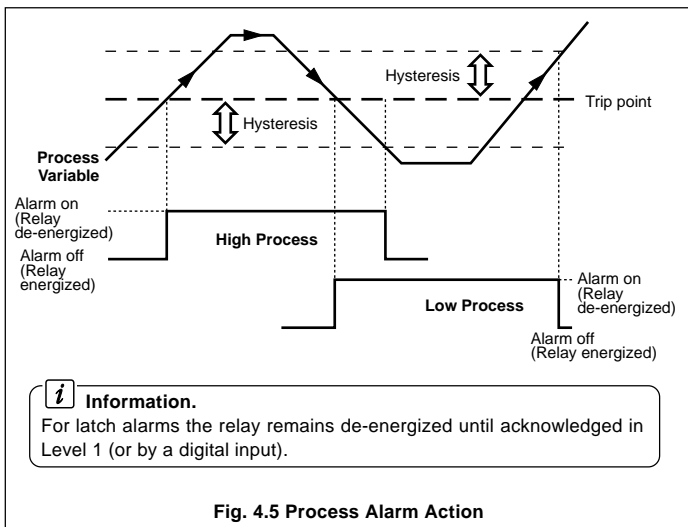 Hysteresis
Trip point
Hysteresis
Process
Variable
Alarm on
(Relay
de-energized)
High Process
Alarm off
(Relay
energized)
Alarm on
(Relay
de-energized)
Low Process
Alarm off
(Relay energized)
i Information.
For latch alarms the relay remains de-energized until acknowledged in
Level 1 (or by a digital input).
Fig. 4.5 Process Alarm Action